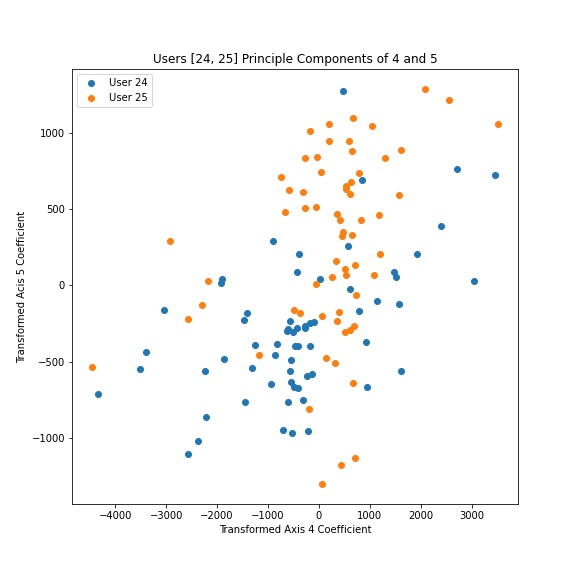 Users [24, 25] Principle Components of 4 and 5
User 24
User 25
Transformed Acis 5 Coefficient
1000
500
0
−500
−1000
−4000 −3000 −2000 −1000 0 1000 2000 3000
Transformed Axis 4 Coefficient